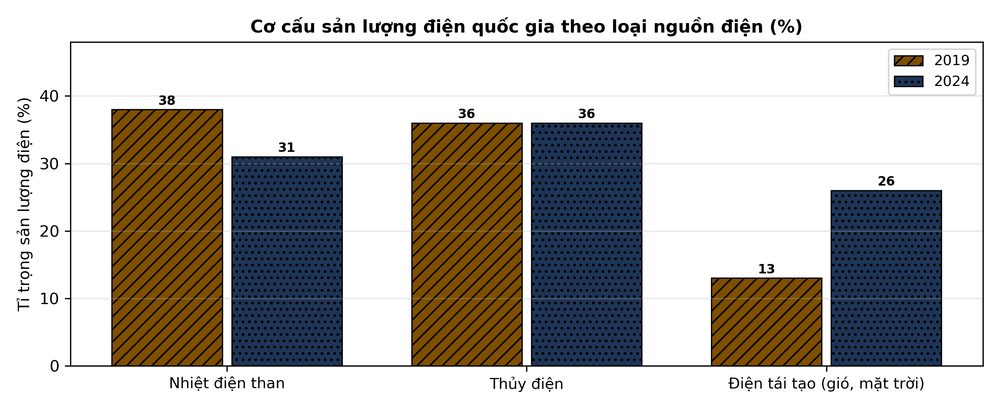 Cơ cấu sản lượng điện quốc gia theo loại nguồn điện (%)
2019
2024
Tỉ trọng sản lượng điện (%)
40
30
20
10
0
38
31
36
36
13
26
Nhiệt điện than
Thủy điện
Điện tái tạo (gió, mặt trời)